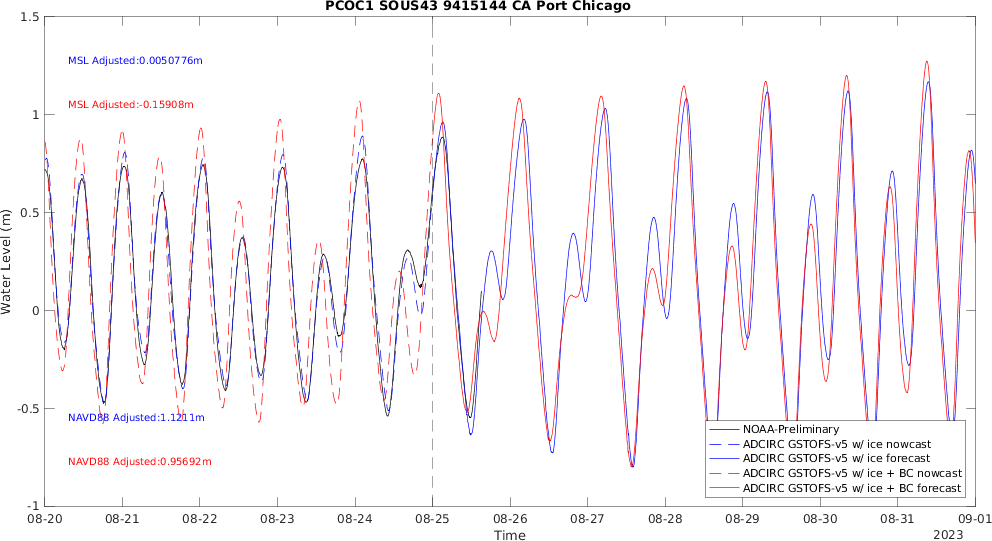 PCOC1 SOUS43 9415144 CA Port Chicago
1.5
1
0.5
0
-0.5
-1
Water Level (m)
MSL Adjusted:0.0050776m
MSL Adjusted:-0.15908m
NAVD88 Adjusted:1.1211m
NAVD88 Adjusted:0.95692m
NOAA-Preliminary
ADCIRC GSTOFS-v5 w/ ice nowcast
ADCIRC GSTOFS-v5 w/ ice forecast
ADCIRC GSTOFS-v5 w/ ice + BC nowcast
ADCIRC GSTOFS-v5 w/ ice + BC forecast
08-20 08-21 08-22 08-23 08-24 08-25 08-26 08-27 08-28 08-29 08-30 08-31 09-01
Time
2023